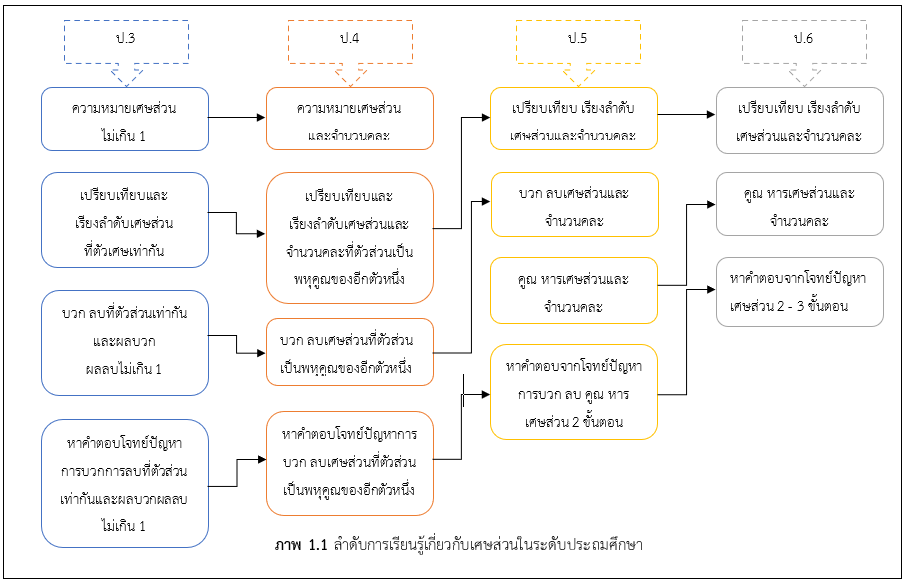 ป.3
ป.4
ป.5
ป.6
ความหมายเศษส่วน
ไม่เกิน 1
ความหมายเศษส่วน
และจำนวนคละ
เปรียบเทียบ เรียงลำดับ
เศษส่วนและจำนวนคละ
เปรียบเทียบ เรียงลำดับ
เศษส่วนและจำนวนคละ
เปรียบเทียบและ
เรียงลำดับเศษส่วน
ที่ตัวเศษเท่ากัน
เปรียบเทียบและ
เรียงลำดับเศษส่วนและ
จำนวนคละที่ตัวส่วนเป็น
พหุคูณของอีกตัวหนึ่ง
บวก ลบเศษส่วนและ
จำนวนคละ
คูณ หารเศษส่วนและ
จำนวนคละ
บวก ลบที่ตัวส่วนเท่ากัน
และผลบวก
ผลลบไม่เกิน 1
บวก ลบเศษส่วนที่ตัวส่วน
เป็นพหุคูณของอีกตัวหนึ่ง
คูณ หารเศษส่วนและ
จำนวนคละ
หาคำตอบจากโจทย์ปัญหา
เศษส่วน 2 - 3 ขั้นตอน
หาคำตอบโจทย์ปัญหา
การบวกการลบที่ตัวส่วน
เท่ากันและผลบวกผลลบ
ไม่เกิน 1
หาคำตอบโจทย์ปัญหาการ
บวก ลบเศษส่วนที่ตัวส่วน
เป็นพหุคูณของอีกตัวหนึ่ง
หาคำตอบจากโจทย์ปัญหา
การบวก ลบ คูณ หาร
เศษส่วน 2 ขั้นตอน
ภาพ 1.1 ลำดับการเรียนรู้เกี่ยวกับเศษส่วนในระดับประถมศึกษา